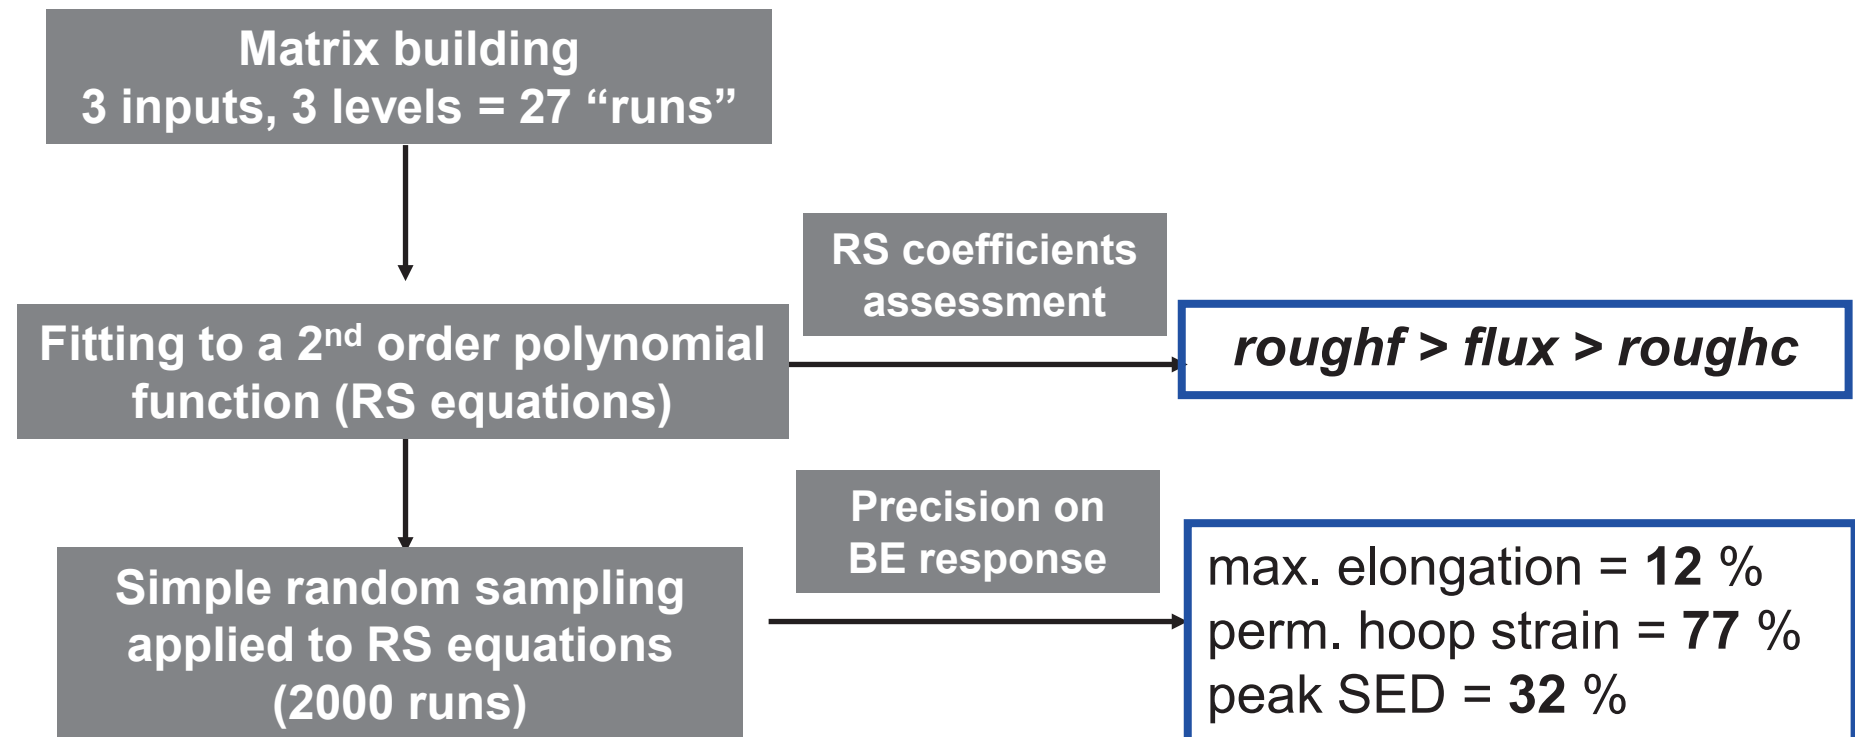 Matrix building
3 inputs, 3 levels = 27 “runs”
RS coefficients
assessment
Fitting to a 2nd order polynomial
function (RS equations)
roughf > flux > roughc
Precision on
BE response
Simple random sampling
applied to RS equations
(2000 runs)
max. elongation = 12 %
perm. hoop strain = 77 %
peak SED = 32 %